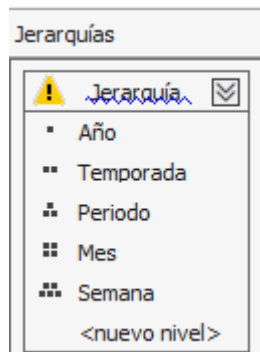 Jerarquías
Jerarquía
Año
Temporada
Periodo
Mes
Semana
<nuevo nivel>